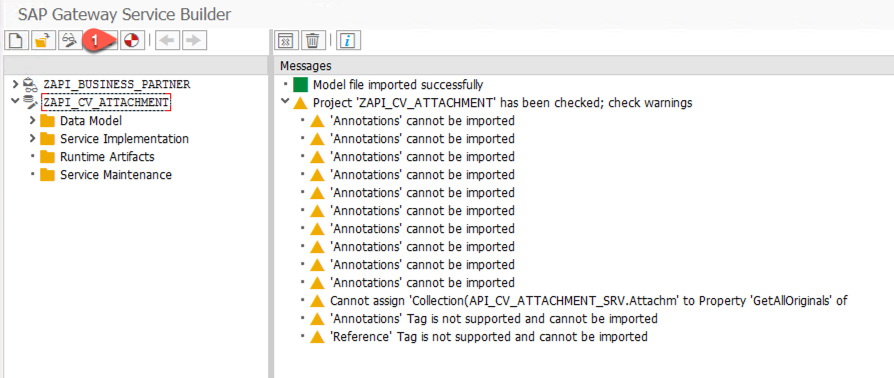 SAP Gateway Service Builder
1
Messages
ZAPI_BUSINESS_PARTNER
ZAPI_CV_ATTACHMENT
Data Model
Service Implementation
Runtime Artifacts
Service Maintenance
Model file imported successfully
Project 'ZAPI_CV_ATTACHMENT' has been checked; check warnings
'Annotations' cannot be imported
'Annotations' cannot be imported
'Annotations' cannot be imported
'Annotations' cannot be imported
'Annotations' cannot be imported
'Annotations' cannot be imported
'Annotations' cannot be imported
'Annotations' cannot be imported
'Annotations' cannot be imported
'Annotations' cannot be imported
Cannot assign 'Collection(API_CV_ATTACHMENT_SRV.Attachm' to Property 'GetAllOriginals' of
'Annotations' Tag is not supported and cannot be imported
'Reference' Tag is not supported and cannot be imported